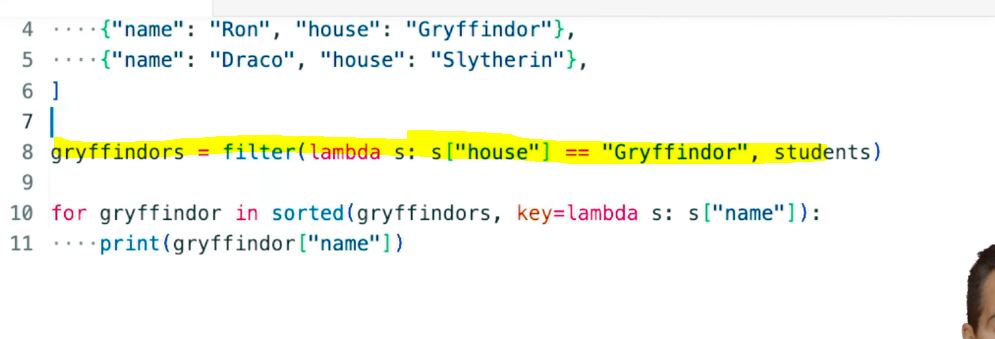 4 ····{"name": "Ron", "house": "Gryffindor"},
5 ····{"name": "Draco", "house": "Slytherin"},
6 ]
7
8 gryffindors = filter(lambda s: s["house"] == "Gryffindor", students)
9
10 for gryffindor in sorted(gryffindors, key=lambda s: s["name"]):
11 ····print(gryffindor["name"])